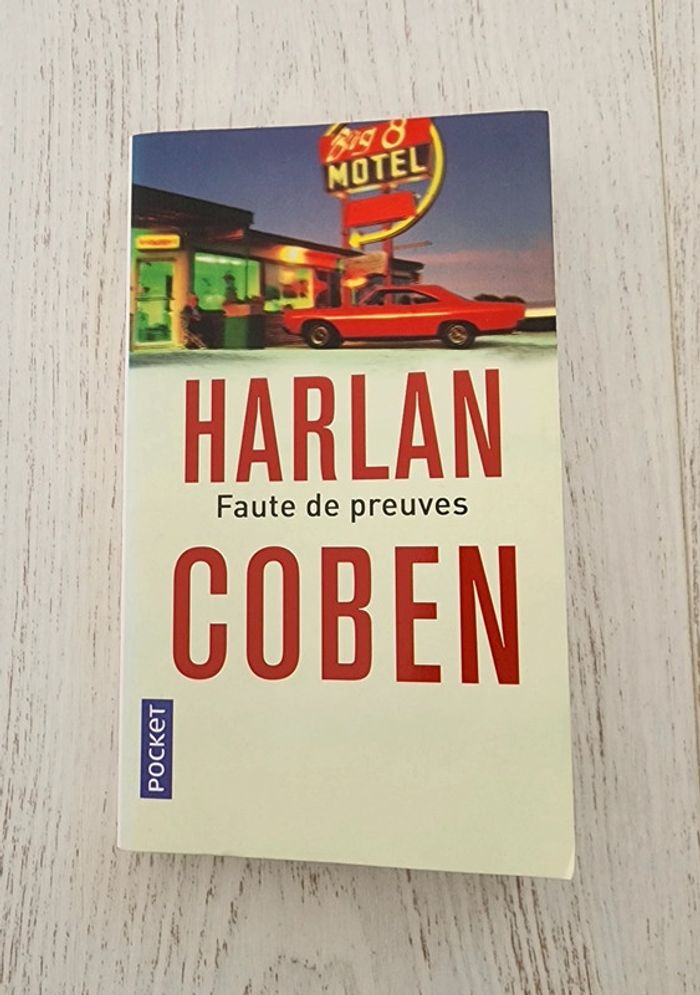 Big 8
MOTEL
HARLAN
Faute de preuves
COBEN
POCKET